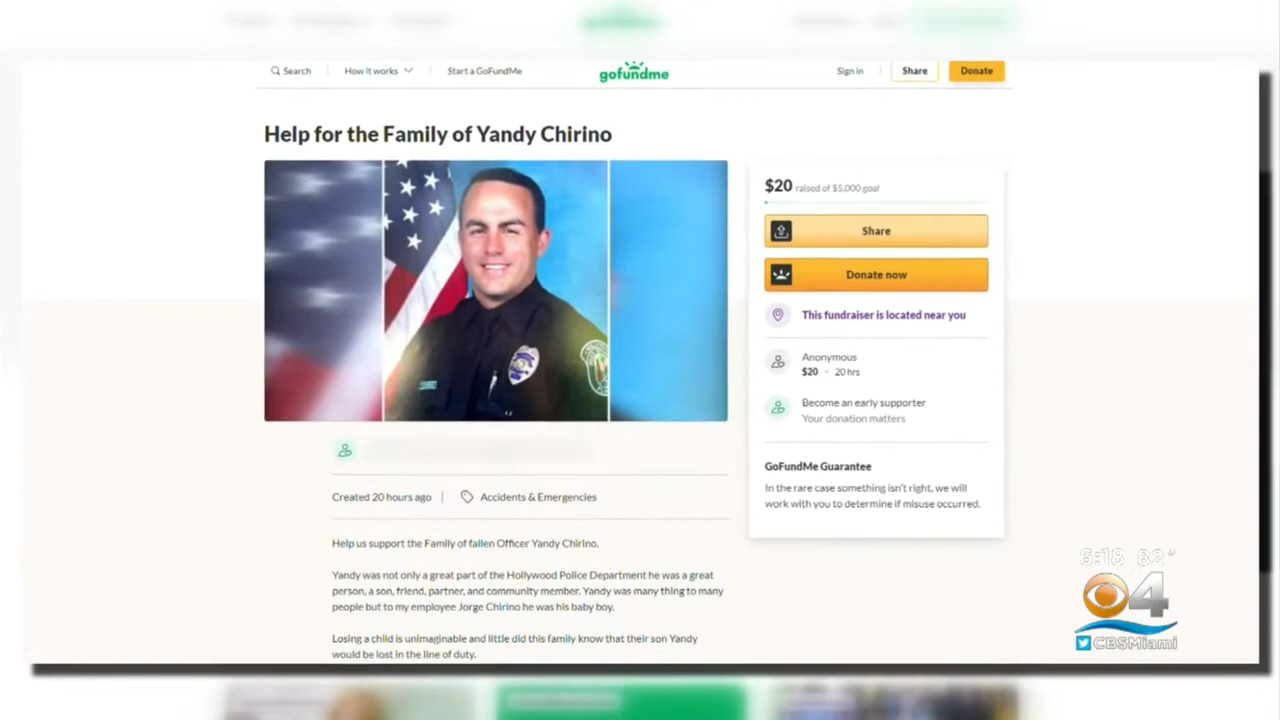 Search
How it works
Start a GoFundMe
gofundme
Sign in
Share
Donate
Help for the Family of Yandy Chirino
$20 raised of $5,000 goal
Share
Donate now
This fundraiser is located near you
Anonymous
$20 · 20 hrs
Become an early supporter
Your donation matters
GoFundMe Guarantee
In the rare case something isn't right, we will
work with you to determine if misuse occurred.
Created 20 hours ago
Accidents & Emergencies
Help us support the Family of fallen Officer Yandy Chirino.
Yandy was not only a great part of the Hollywood Police Department he was a great
person, a son, friend, partner, and community member. Yandy was many thing to many
people but to my employee Jorge Chirino he was his baby boy.
Losing a child is unimaginable and little did this family know that their son Yandy
would be lost in the line of duty.
6:18 82°
4
CBSMiami